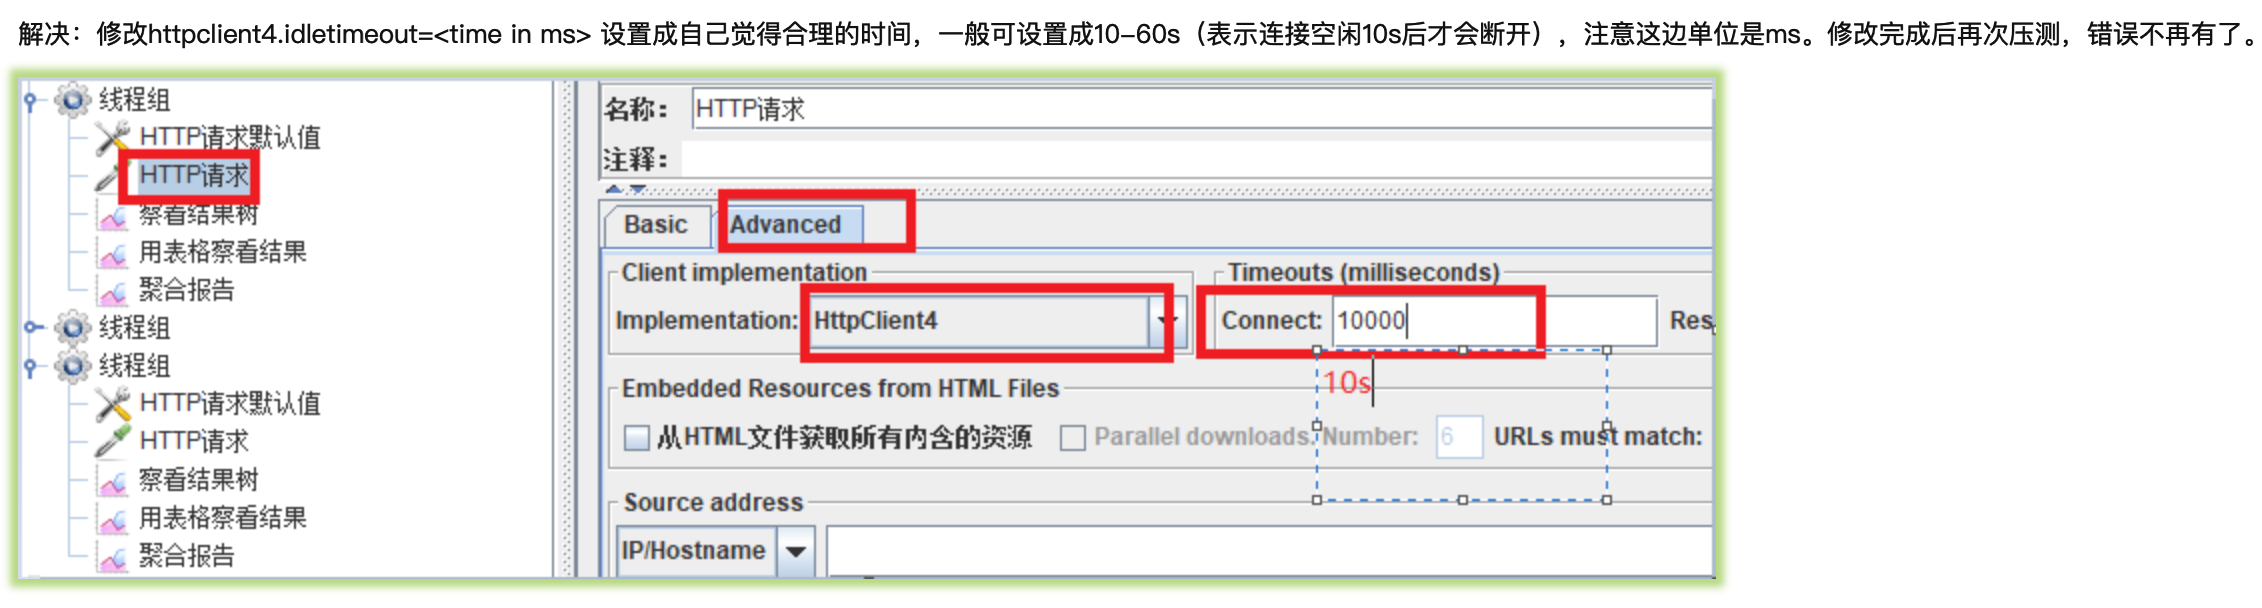 解决：修改httpclient4.idletimeout=<time in ms> 设置成自己觉得合理的时间，一般可设置成10-60s（表示连接空闲10s后才会断开），注意这边单位是ms。修改完成后再次压测，错误不再有了。
线程组
HTTP请求默认值
HTTP请求
察看结果树
用表格察看结果
聚合报告
线程组
线程组
HTTP请求默认值
HTTP请求
察看结果树
用表格察看结果
聚合报告
名称： HTTP请求
注释：
Basic Advanced
Client implementation Timeouts (milliseconds)
Implementation: HttpClient4 Connect: 10000 Res
10s
Embedded Resources from HTML Files
从HTML文件获取所有内含的资源 Parallel downloads. Number: 6 URLs must match:
Source address
IP/Hostname